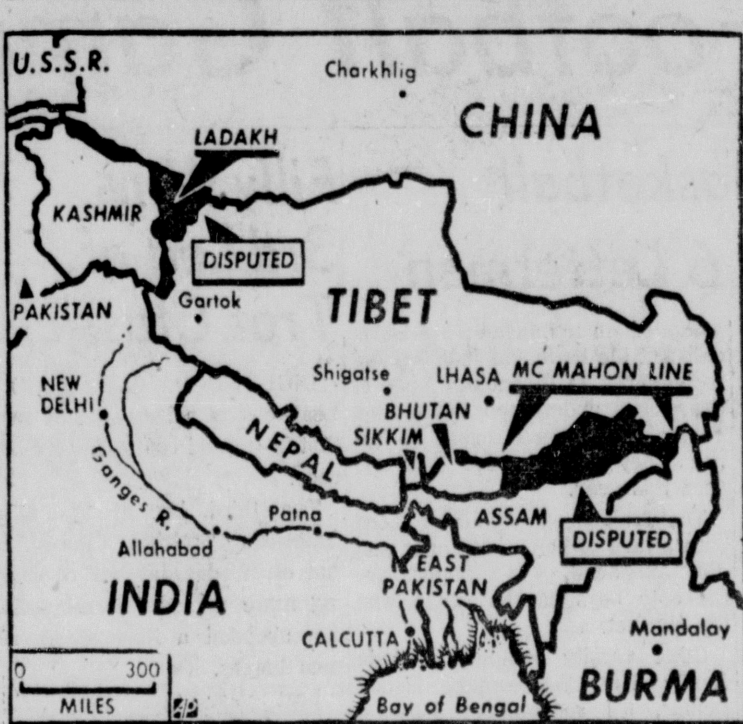 U.S.S.R.
Charkhlig
CHINA
LADAKH
KASHMIR
DISPUTED
PAKISTAN
Gartok
TIBET
NEW
DELHI
Shigatse
LHASA
MC MAHON LINE
BHUTAN
SIKKIM
NEPAL
Ganges R.
Patna
ASSAM
Allahabad
DISPUTED
EAST
PAKISTAN
INDIA
CALCUTTA
Mandalay
0 300
MILES
AP
Bay of Bengal
BURMA